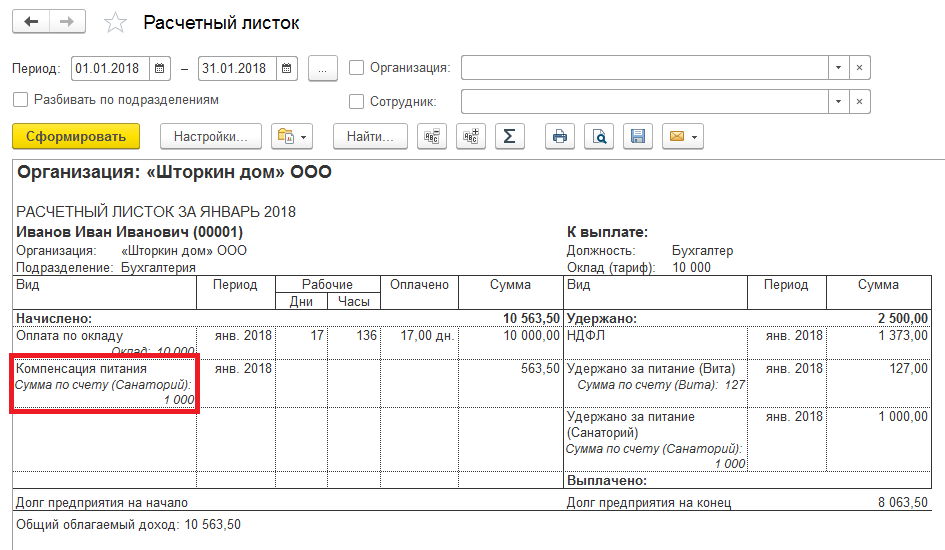 Расчетный листок
Период: 01.01.2018 – 31.01.2018 ... Организация:
Разбивать по подразделениям Сотрудник:
Сформировать Настройки... Найти...
Организация: «Шторкин дом» ООО
РАСЧЕТНЫЙ ЛИСТОК ЗА ЯНВАРЬ 2018
Иванов Иван Иванович (00001) К выплате:
Организация: «Шторкин дом» ООО Должность: Бухгалтер
Подразделение: Бухгалтерия Оклад (тариф): 10 000
Вид Период Рабочие Оплачено Сумма Вид Период Сумма
Дни Часы
Начислено: 10 563,50 Удержано: 2 500,00
Оплата по окладу янв. 2018 17 136 17,00 дн. 10 000,00 НДФЛ янв. 2018 1 373,00
Оклад: 10 000
Компенсация питания янв. 2018 563,50 Удержано за питание (Вита) янв. 2018 127,00
Сумма по счету (Санаторий): Сумма по счету (Вита): 127
1 000
Удержано за питание янв. 2018 1 000,00
(Санаторий)
Сумма по счету (Санаторий):
1 000
Выплачено:
Долг предприятия на начало Долг предприятия на конец 8 063,50
Общий облагаемый доход: 10 563,50